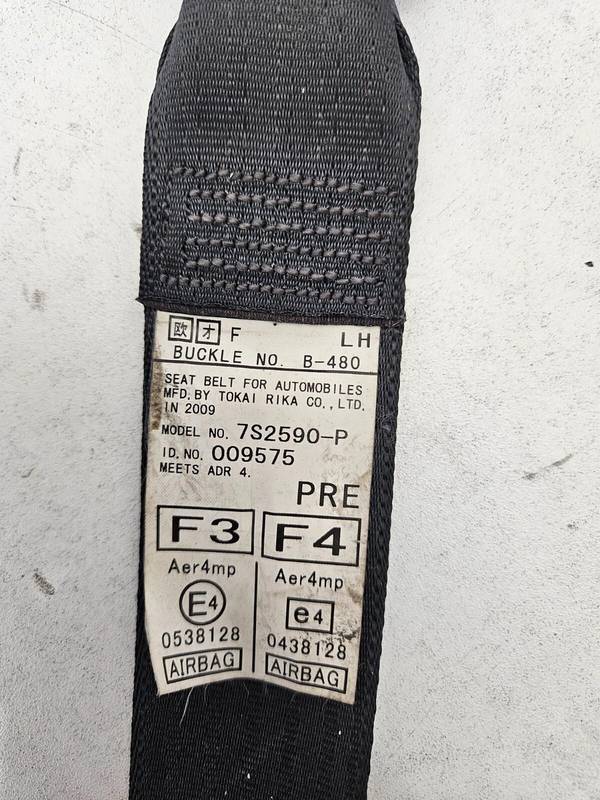 欧 オ F LH
BUCKLE NO. B-480
SEAT BELT FOR AUTOMOBILES
MFD. BY TOKAI RIKA CO., LTD.
IN 2009
MODEL NO. 7S2590-P
I D. NO. 009575
MEETS ADR 4.
PRE
F3 F4
Aer4mp Aer4mp
E4 e4
0538128 0438128
AIRBAG AIRBAG